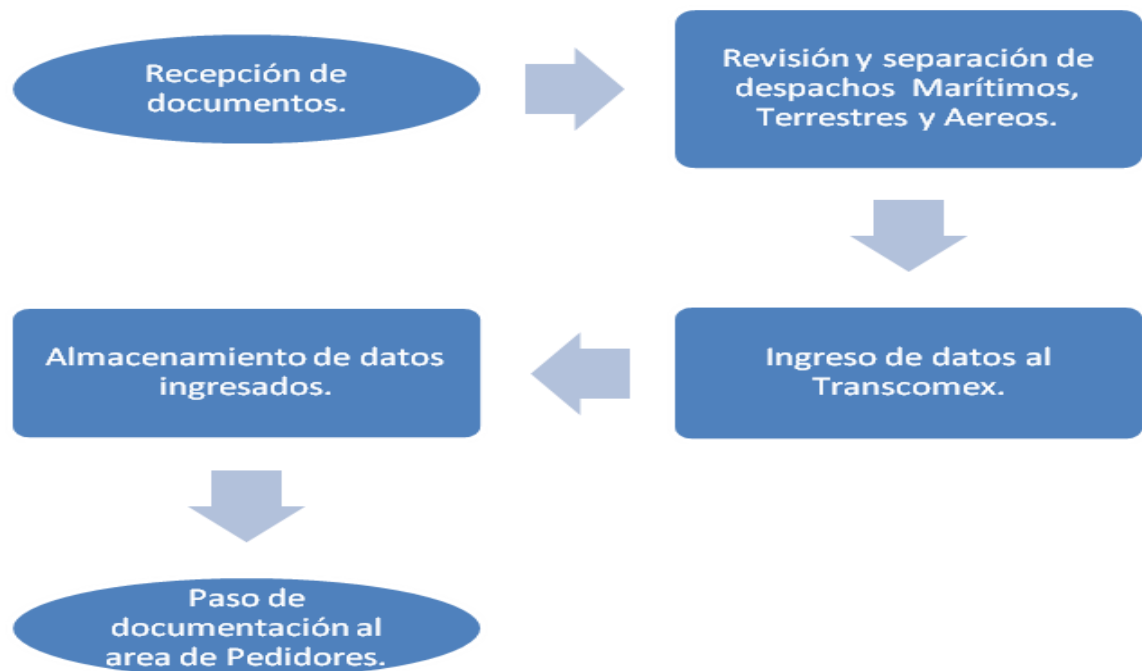 Recepción de
documentos.
Revisión y separación de
despachos Marítimos,
Terrestres y Aereos.
Ingreso de datos al
Transcomex.
Almacenamiento de datos
ingresados.
Paso de
documentación al
area de Pedidores.